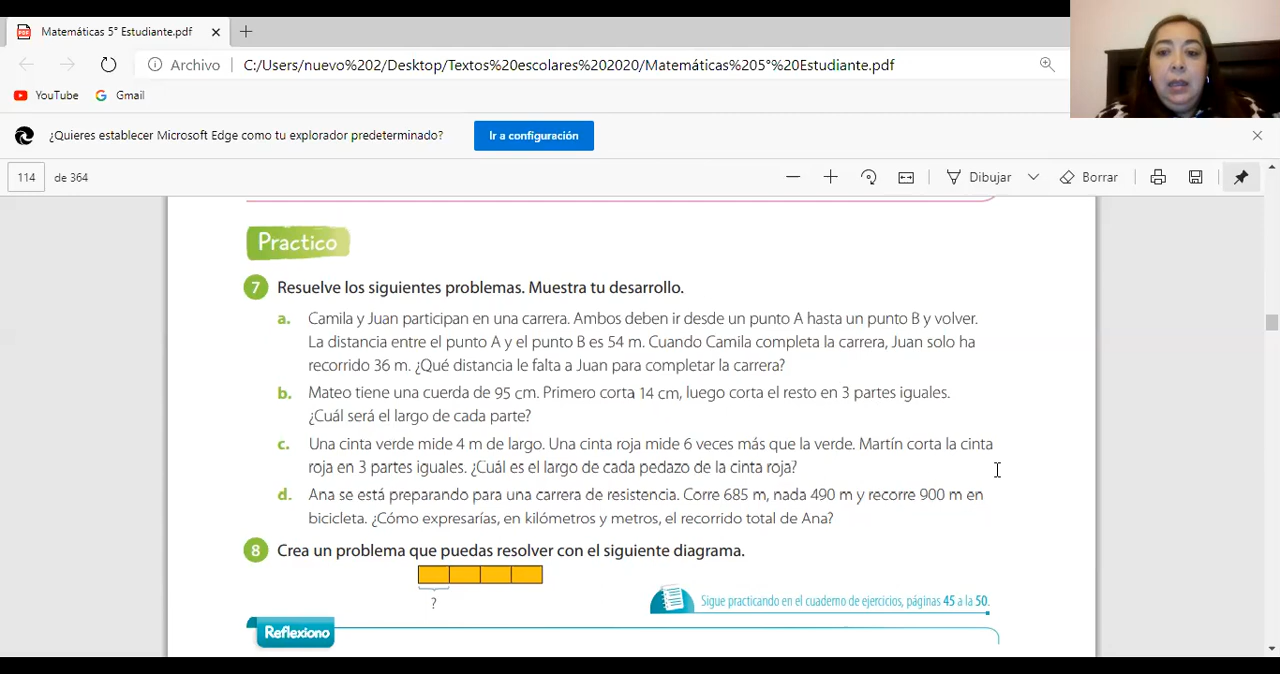 Matemáticas 5° Estudiante.pdf
Archivo
C:/Users/nuevo%202/Desktop/Textos%20escolares%202020/Matemáticas%205°%20Estudiante.pdf
YouTube
Gmail
¿Quieres establecer Microsoft Edge como tu explorador predeterminado?
Ir a configuración
114 de 364
Dibujar
Borrar
Practico
7 Resuelve los siguientes problemas. Muestra tu desarrollo.
a. Camila y Juan participan en una carrera. Ambos deben ir desde un punto A hasta un punto B y volver.
La distancia entre el punto A y el punto B es 54 m. Cuando Camila completa la carrera, Juan solo ha
recorrido 36 m. ¿Qué distancia le falta a Juan para completar la carrera?
b. Mateo tiene una cuerda de 95 cm. Primero corta 14 cm, luego corta el resto en 3 partes iguales.
¿Cuál será el largo de cada parte?
c. Una cinta verde mide 4 m de largo. Una cinta roja mide 6 veces más que la verde. Martín corta la cinta
roja en 3 partes iguales. ¿Cuál es el largo de cada pedazo de la cinta roja?
d. Ana se está preparando para una carrera de resistencia. Corre 685 m, nada 490 m y recorre 900 m en
bicicleta. ¿Cómo expresarías, en kilómetros y metros, el recorrido total de Ana?
8 Crea un problema que puedas resolver con el siguiente diagrama.
?
Sigue practicando en el cuaderno de ejercicios, páginas 45 a la 50.
Reflexiono